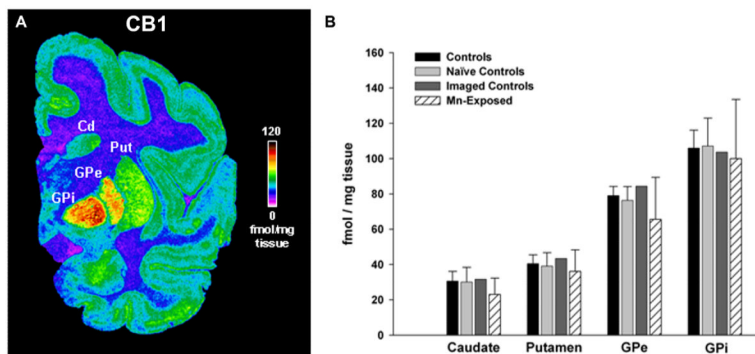 A
CB1
Cd
Put
GPe
GPi
120
0
fmol/mg
tissue
B
fmol / mg tissue
160
140
120
100
80
60
40
20
0
Controls
Naïve Controls
Imaged Controls
Mn-Exposed
Caudate Putamen GPe GPi